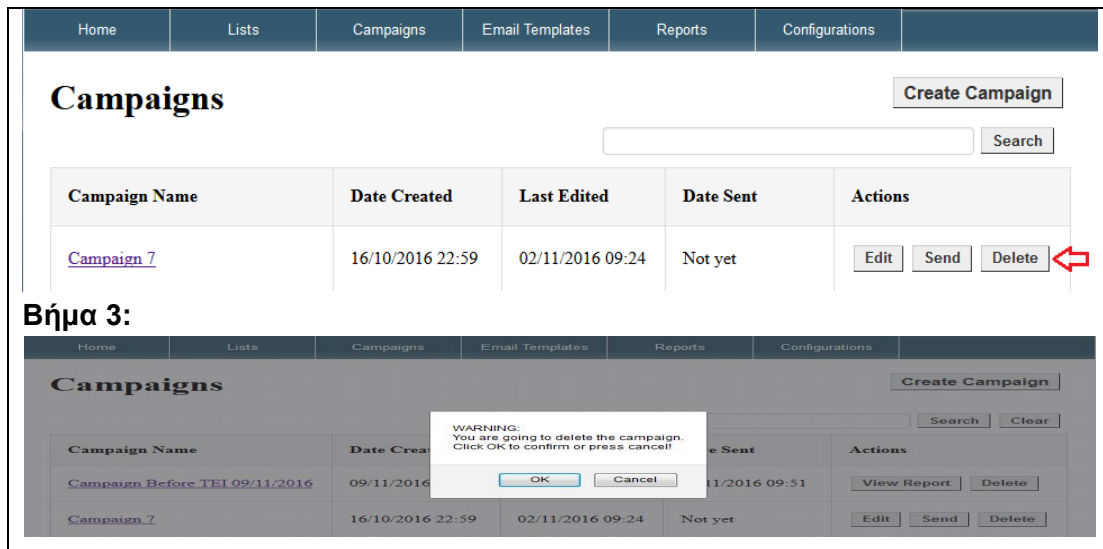 Home Lists Campaigns Email Templates Reports Configurations
Campaigns Create Campaign
Search
Campaign Name Date Created Last Edited Date Sent Actions
Campaign 7 16/10/2016 22:59 02/11/2016 09:24 Not yet Edit Send Delete
Βήμα 3:
Home Lists Campaigns Email Templates Reports Configurations
Campaigns Create Campaign
Search Clear
WARNING:
You are going to delete the campaign.
Click OK to confirm or press cancel!
OK Cancel
Campaign Name Date Crea e Sent Actions
Campaign Before TEI 09/11/2016 09/11/2016 11/2016 09:51 View Report Delete
Campaign 7 16/10/2016 22:59 02/11/2016 09:24 Not yet Edit Send Delete